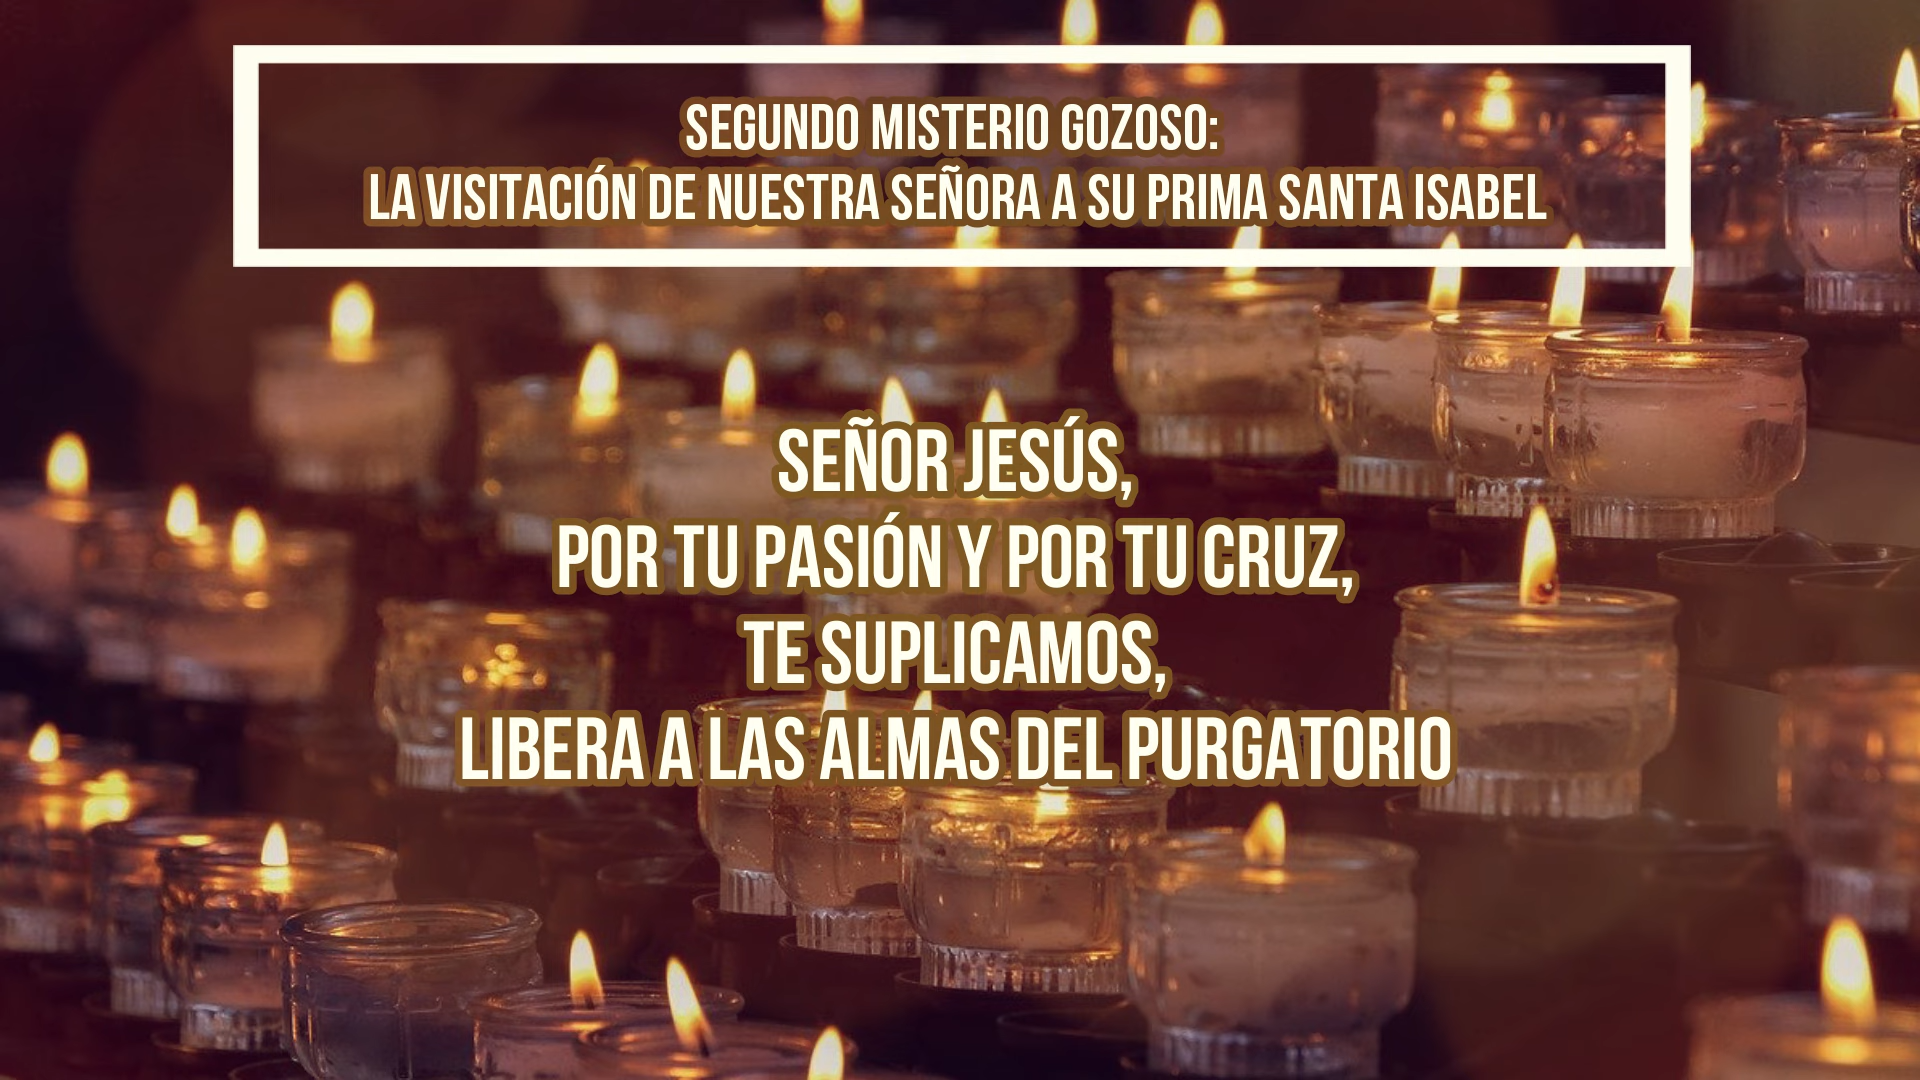 SEGUNDO MISTERIO GOZOSO:
LA VISITACIÓN DE NUESTRA SEÑORA A SU PRIMA SANTA ISABEL
SEÑOR JESÚS,
POR TU PASIÓN Y POR TU CRUZ,
TE SUPLICAMOS,
LIBERA A LAS ALMAS DEL PURGATORIO